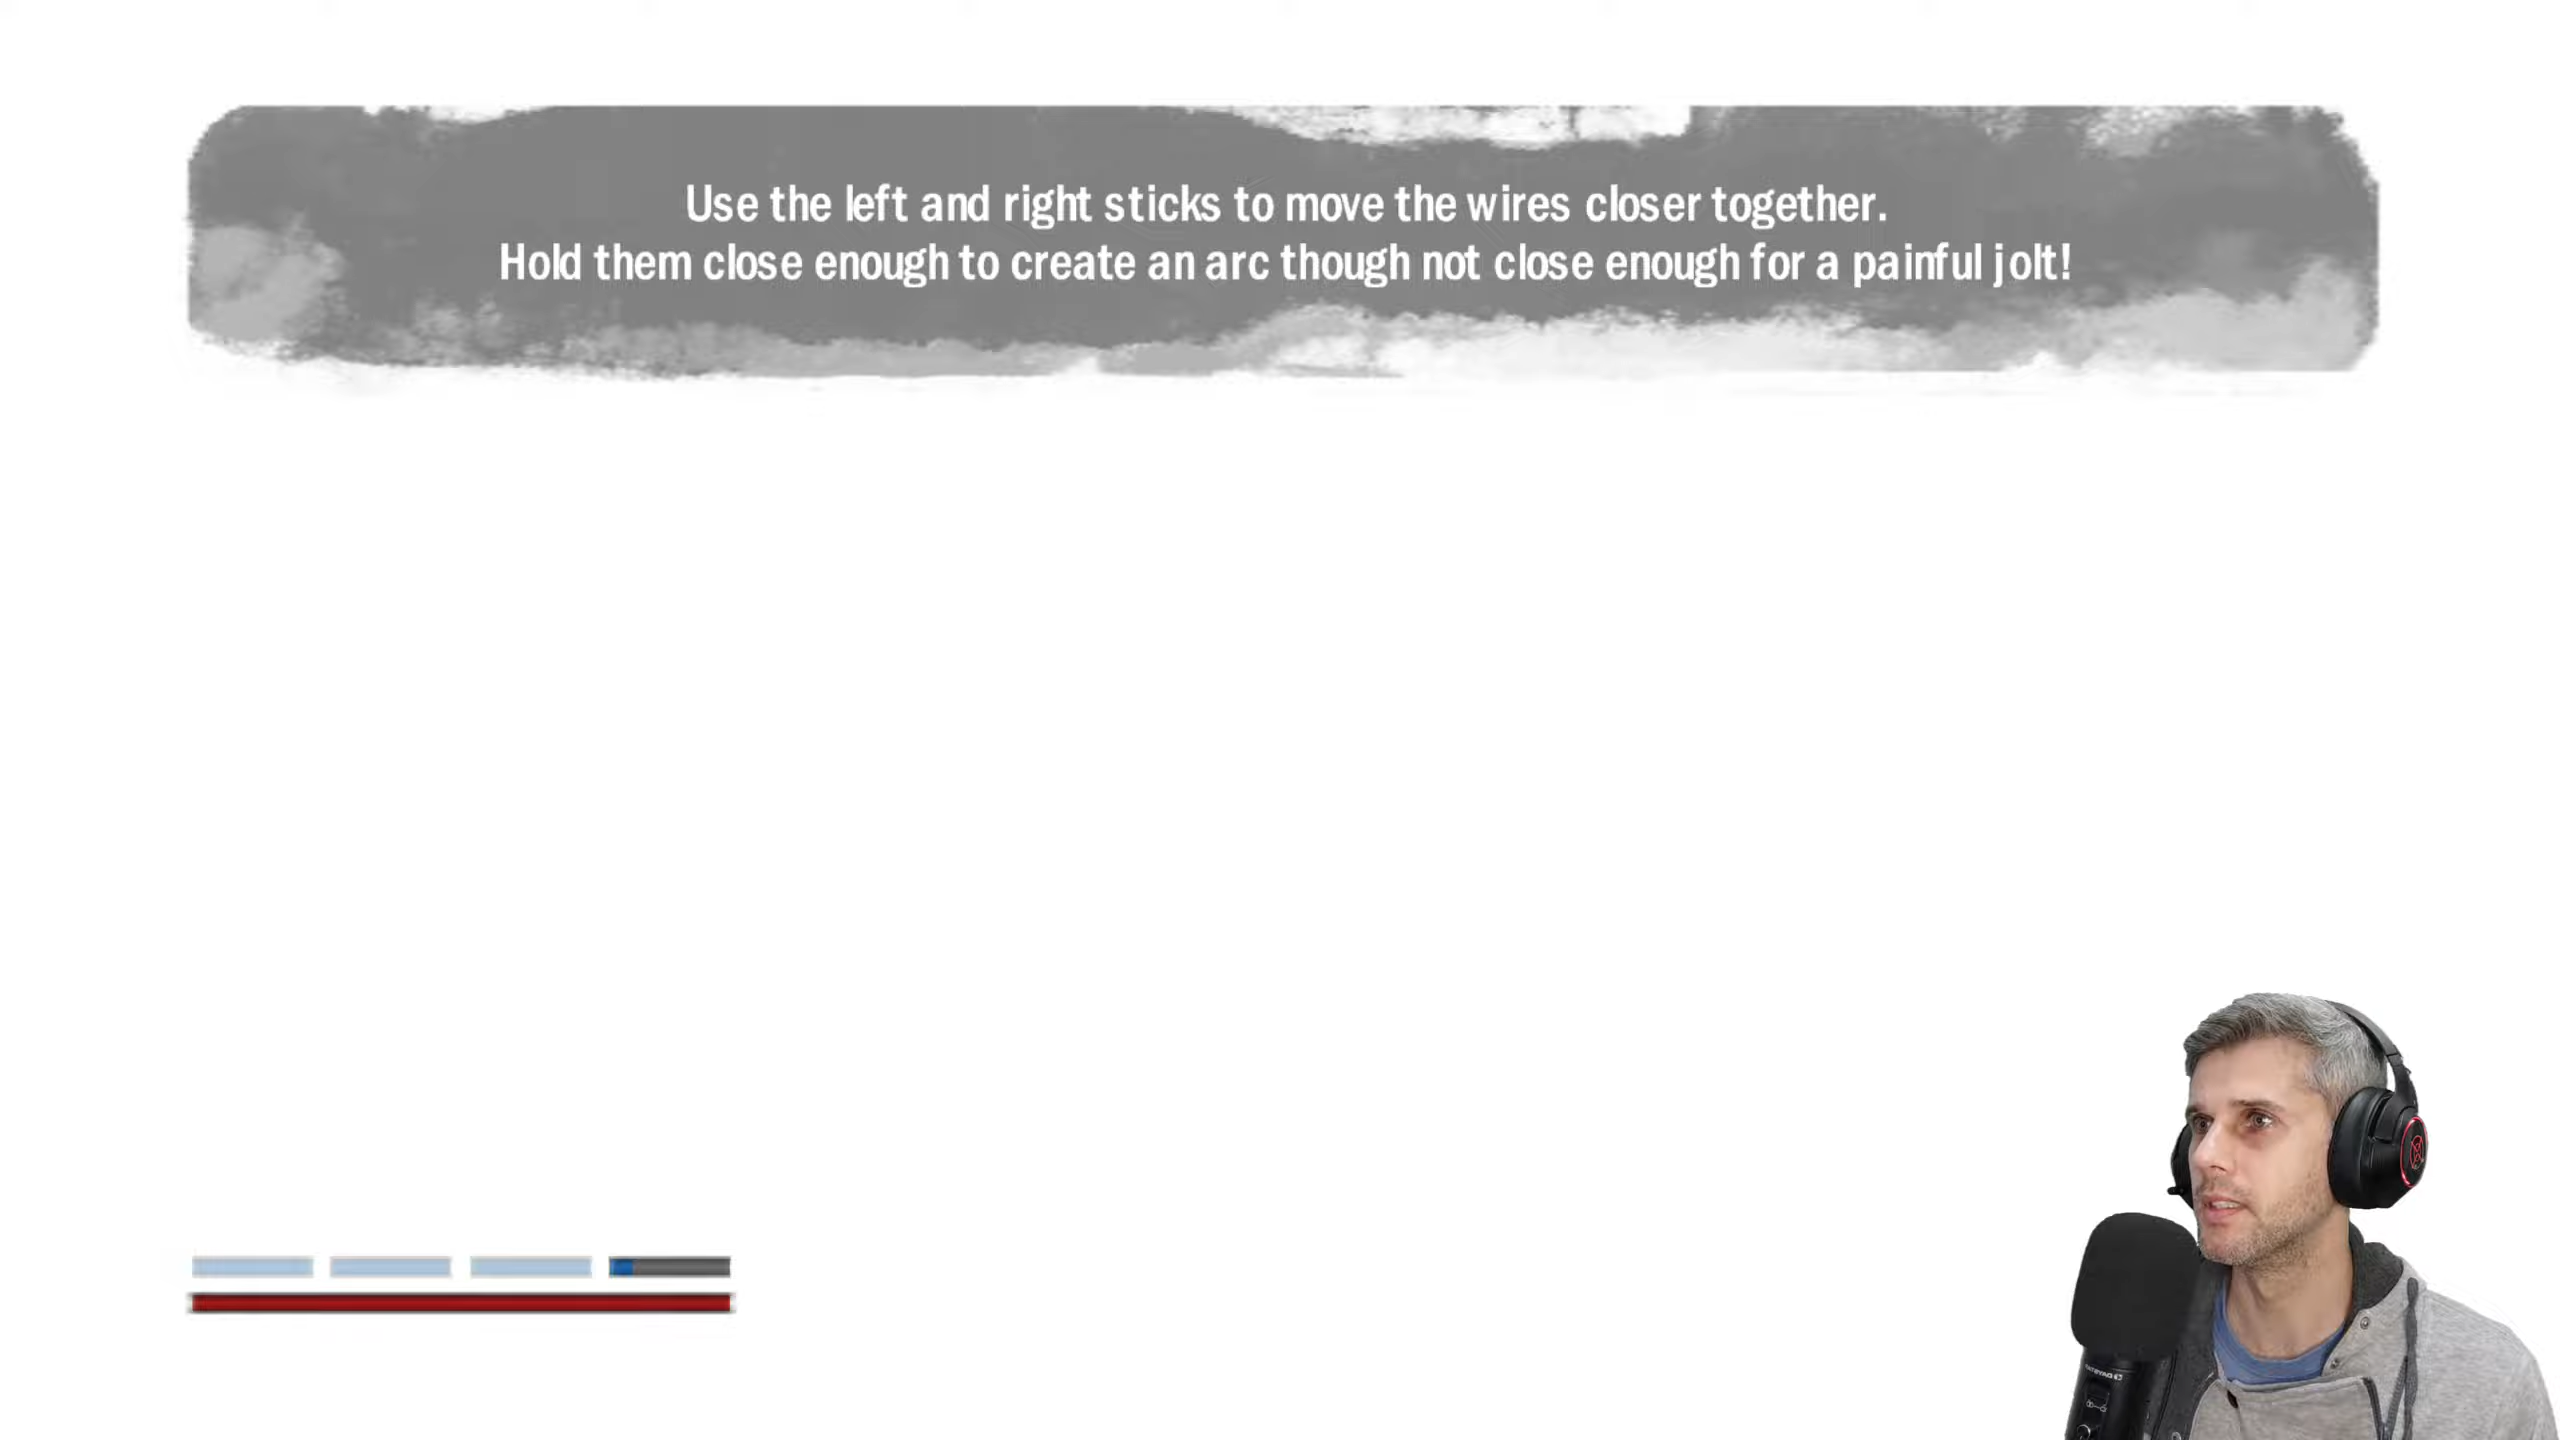 Use the left and right sticks to move the wires closer together.
Hold them close enough to create an arc though not close enough for a painful jolt!